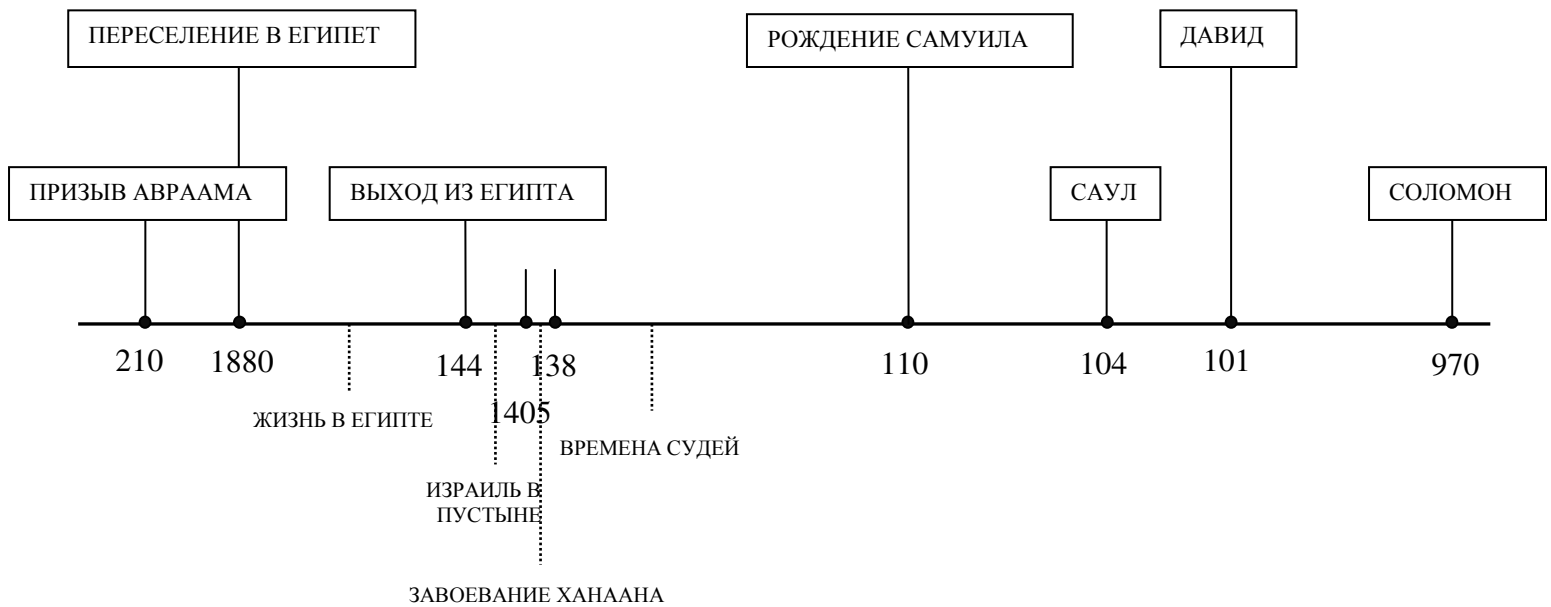 ПЕРЕСЕЛЕНИЕ В ЕГИПЕТ
РОЖДЕНИЕ САМУИЛА
ДАВИД
ПРИЗЫВ АВРААМА
ВЫХОД ИЗ ЕГИПТА
САУЛ
СОЛОМОН
210
1880
144
138
110
104
101
970
1405
ЖИЗНЬ В ЕГИПТЕ
ВРЕМЕНА СУДЕЙ
ИЗРАИЛЬ В
ПУСТЫНЕ
ЗАВОЕВАНИЕ ХАНААНА